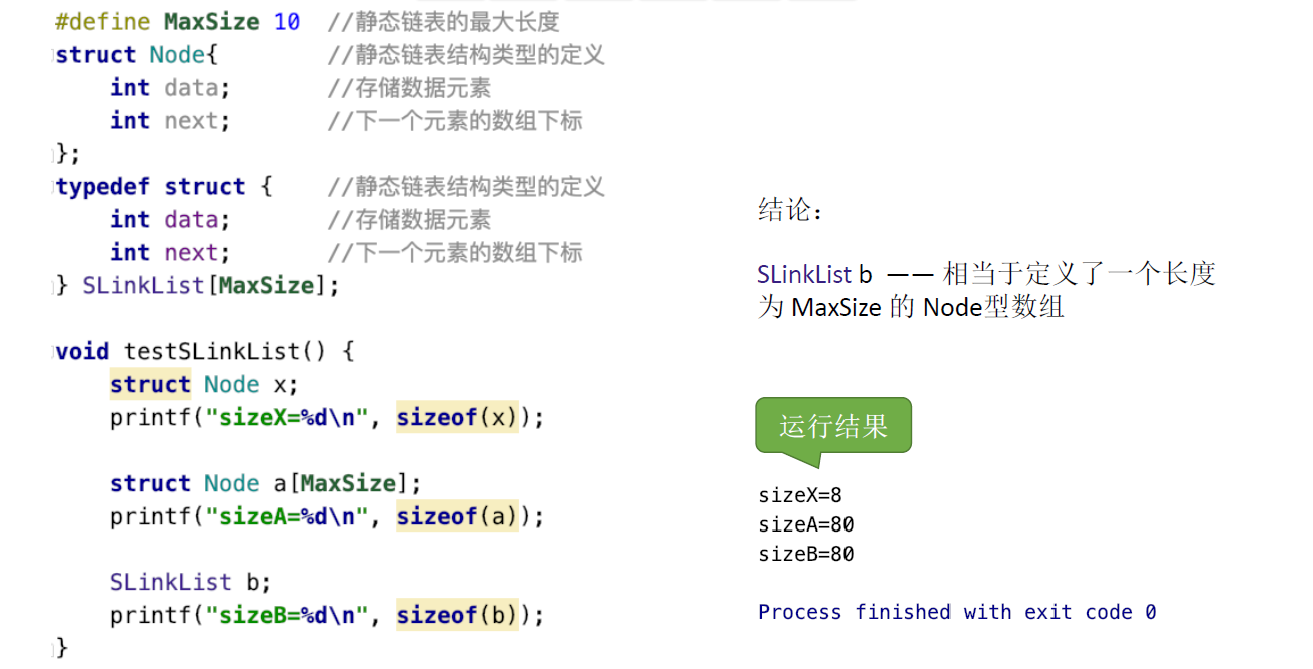 #define MaxSize 10 //静态链表的最大长度
struct Node{ //静态链表结构类型的定义
int data; //存储数据元素
int next; //下一个元素的数组下标
};
typedef struct { //静态链表结构类型的定义
int data; //存储数据元素
int next; //下一个元素的数组下标
} SLinkList[MaxSize];
void testSLinkList() {
struct Node x;
printf("sizeX=%d\n", sizeof(x));
struct Node a[MaxSize];
printf("sizeA=%d\n", sizeof(a));
SLinkList b;
printf("sizeB=%d\n", sizeof(b));
}
结论：
SLinkList b —— 相当于定义了一个长度
为 MaxSize 的 Node型数组
运行结果
sizeX=8
sizeA=80
sizeB=80
Process finished with exit code 0